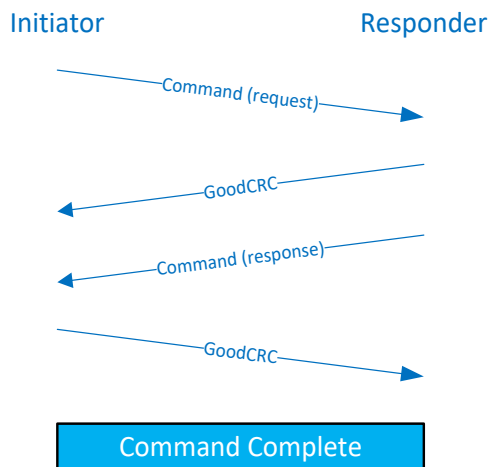 Initiator
Responder
Command (request)
GoodCRC
Command (response)
GoodCRC
Command Complete